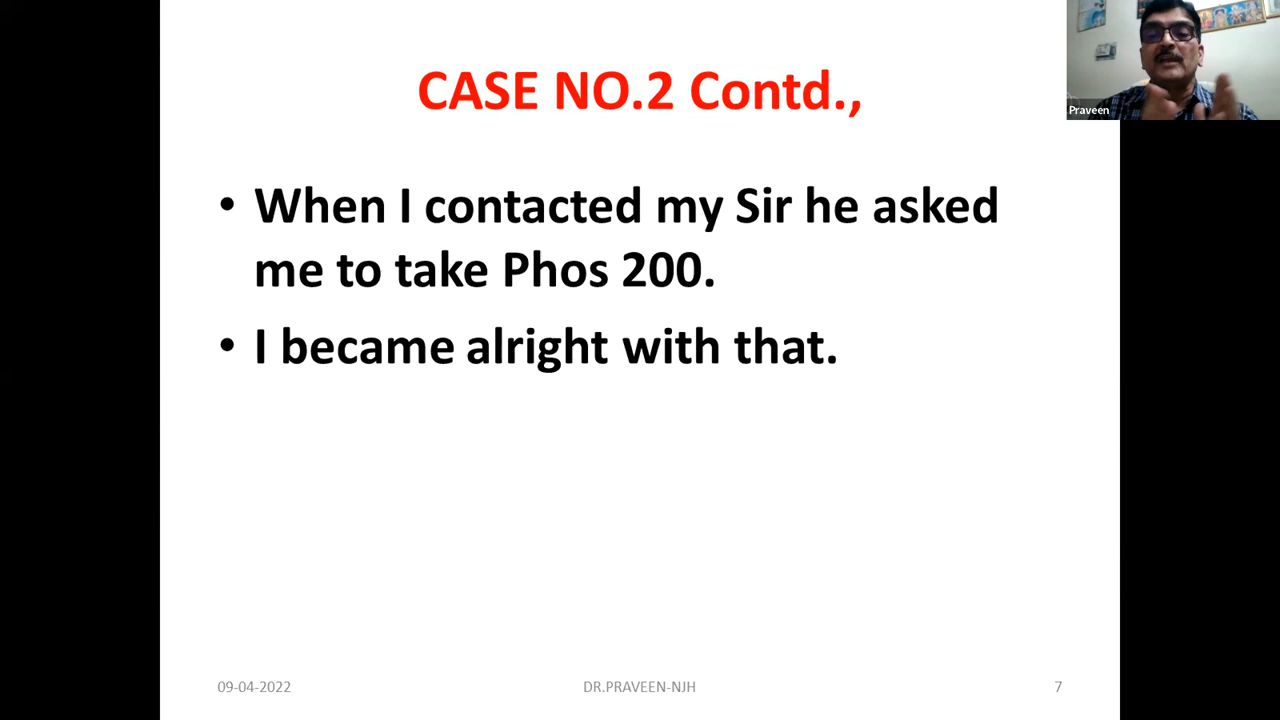 CASE NO.2 Contd.,
Praveen
• When I contacted my Sir he asked
me to take Phos 200.
• I became alright with that.
09-04-2022
DR.PRAVEEN-NJH
7